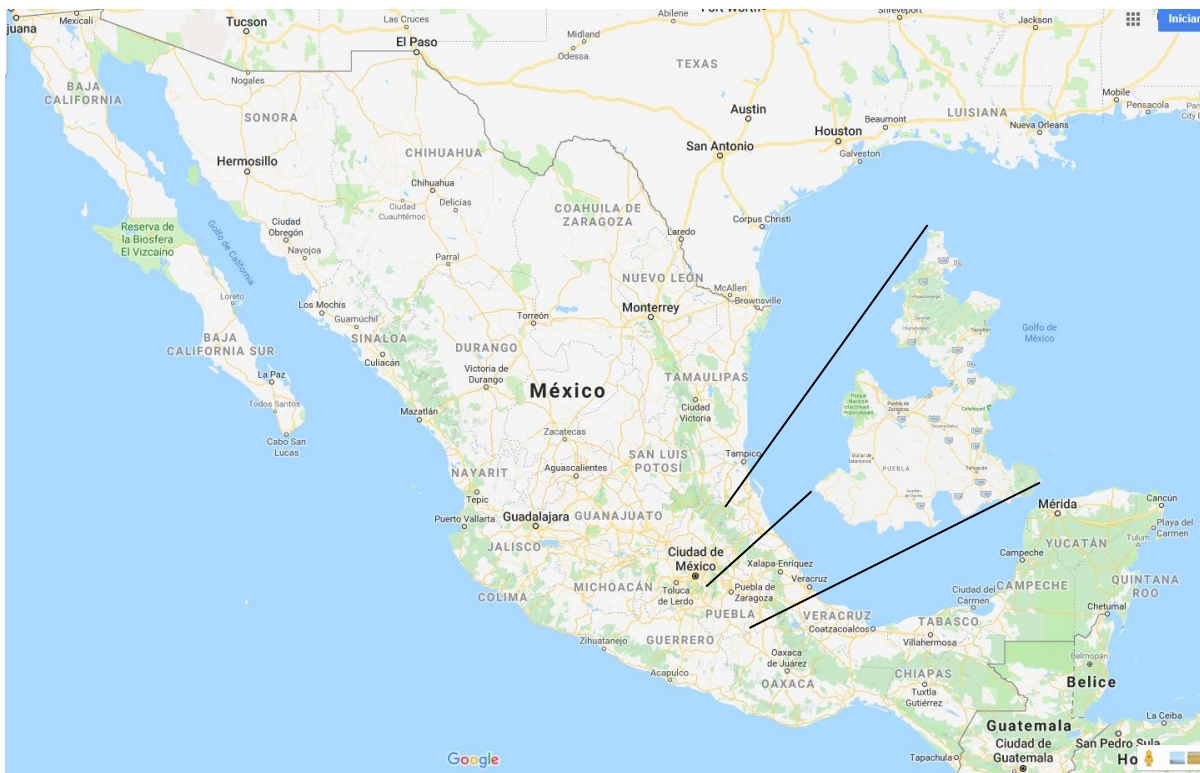 juana
Mexicali
Tucson
Las Cruces
Abilene
Fort Worth
Shreveport
Jackson
Iniciar
El Paso
Midland
Odessa
TEXAS
Nogales
BAJA
CALIFORNIA
SONORA
Austin
Mobile
Pensacola
Houston
Beaumont
LUISIANA
Nueva Orleans
San Antonio
Galveston
Hermosillo
CHIHUAHUA
Chihuahua
Ciudad
Cuauhtémoc
Delicias
COAHUILA DE
ZARAGOZA
Corpus Christi
Laredo
Reserva de
la Biosfera
El Vizcaíno
Golfo de California
Ciudad
Obregón
Navojoa
Parral
NUEVO LEÓN
McAllen
Brownsville
Loreto
Los Mochis
Guamúchil
Torreón
Monterrey
Golfo de
México
BAJA
CALIFORNIA SUR
SINALOA
Culiacán
DURANGO
Victoria de
Durango
TAMAULIPAS
La Paz
Todos Santos
México
Ciudad
Victoria
Mazatlán
Cabo San
Lucas
Zacatecas
SAN LUIS
POTOSÍ
Tampico
Puebla de
Zaragoza
PUEBLA
Tehuacán
NAYARIT
Aguascalientes
Tepic
Puerto Vallarta
Guadalajara
GUANAJUATO
Mérida
Cancún
Playa del
Carmen
Tulum
YUCATÁN
JALISCO
Ciudad de
México
Xalapa-Enríquez
Campeche
COLIMA
MICHOACÁN
Toluca
de Lerdo
Puebla de
Zaragoza
Veracruz
Ciudad del
Carmen
CAMPECHE
QUINTANA
ROO
Chetumal
PUEBLA
VERACRUZ
Coatzacoalcos
TABASCO
Villahermosa
Zihuatanejo
GUERRERO
Oaxaca
de Juárez
Belmopán
Acapulco
OAXACA
CHIAPAS
Tuxtla
Gutiérrez
Belice
Guatemala
La Ceiba
Ciudad de
Guatemala
San Pedro Sula
Tapachula
Ho
Google